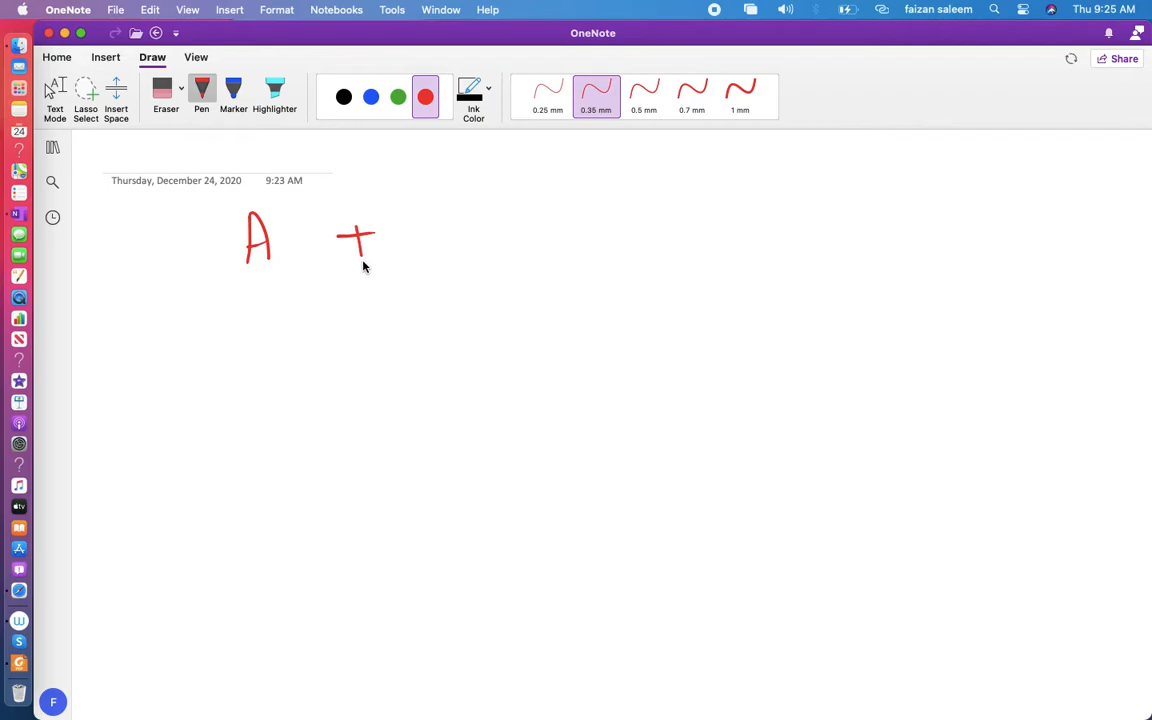 OneNote File Edit View Insert Format Notebooks Tools Window Help faizan saleem Thu 9:25 AM
OneNote
Home Insert Draw View Share
Text Mode
Lasso Select
Insert Space
Eraser
Pen
Marker
Highlighter
Ink Color
0.25 mm
0.35 mm
0.5 mm
0.7 mm
1 mm
24
Thursday, December 24, 2020 9:23 AM
A +
tv
F